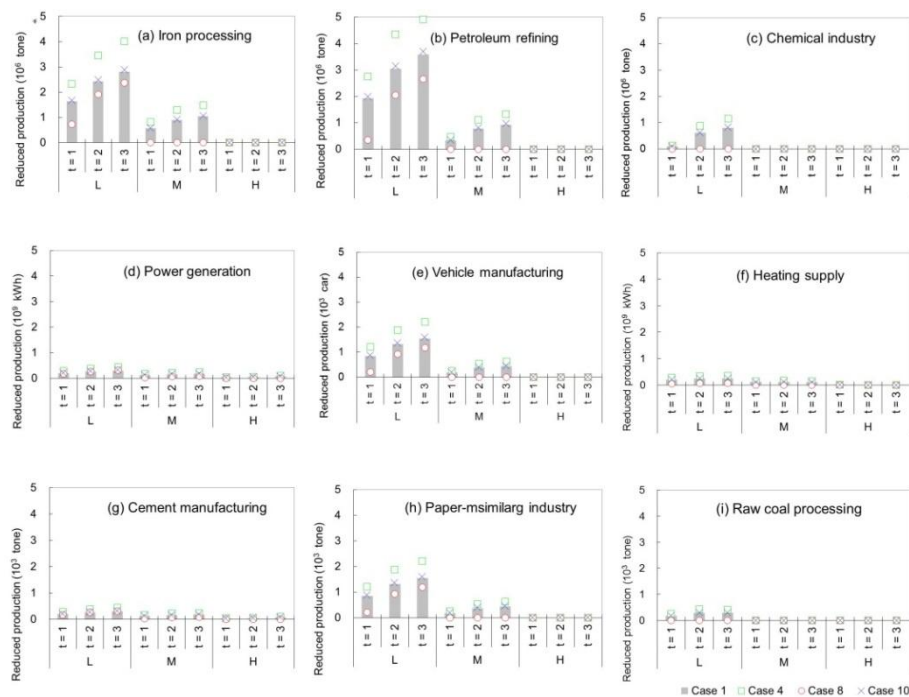 (a) Iron processing
Reduced production (10⁶ tone)
5
4
3
2
1
0
t = 1 t = 2 t = 3 t = 1 t = 2 t = 3 t = 1 t = 2 t = 3
L M H
(b) Petroleum refining
Reduced production (10⁶ tone)
5
4
3
2
1
0
t = 1 t = 2 t = 3 t = 1 t = 2 t = 3 t = 1 t = 2 t = 3
L M H
(c) Chemical industry
Reduced production (10⁶ tone)
5
4
3
2
1
0
t = 1 t = 2 t = 3 t = 1 t = 2 t = 3 t = 1 t = 2 t = 3
L M H
(d) Power generation
Reduced production (10⁹ kWh)
5
4
3
2
1
0
t = 1 t = 2 t = 3 t = 1 t = 2 t = 3 t = 1 t = 2 t = 3
L M H
(e) Vehicle manufacturing
Reduced production (10³ car)
5
4
3
2
1
0
t = 1 t = 2 t = 3 t = 1 t = 2 t = 3 t = 1 t = 2 t = 3
L M H
(f) Heating supply
Reduced production (10⁹ kWh)
5
4
3
2
1
0
t = 1 t = 2 t = 3 t = 1 t = 2 t = 3 t = 1 t = 2 t = 3
L M H
(g) Cement manufacturing
Reduced production (10³ tone)
5
4
3
2
1
0
t = 1 t = 2 t = 3 t = 1 t = 2 t = 3 t = 1 t = 2 t = 3
L M H
(h) Paper-msimilarg industry
Reduced production (10³ tone)
5
4
3
2
1
0
t = 1 t = 2 t = 3 t = 1 t = 2 t = 3 t = 1 t = 2 t = 3
L M H
(i) Raw coal processing
Reduced production (10³ tone)
5
4
3
2
1
0
t = 1 t = 2 t = 3 t = 1 t = 2 t = 3 t = 1 t = 2 t = 3
L M H
Case 1 Case 4 Case 8 Case 10